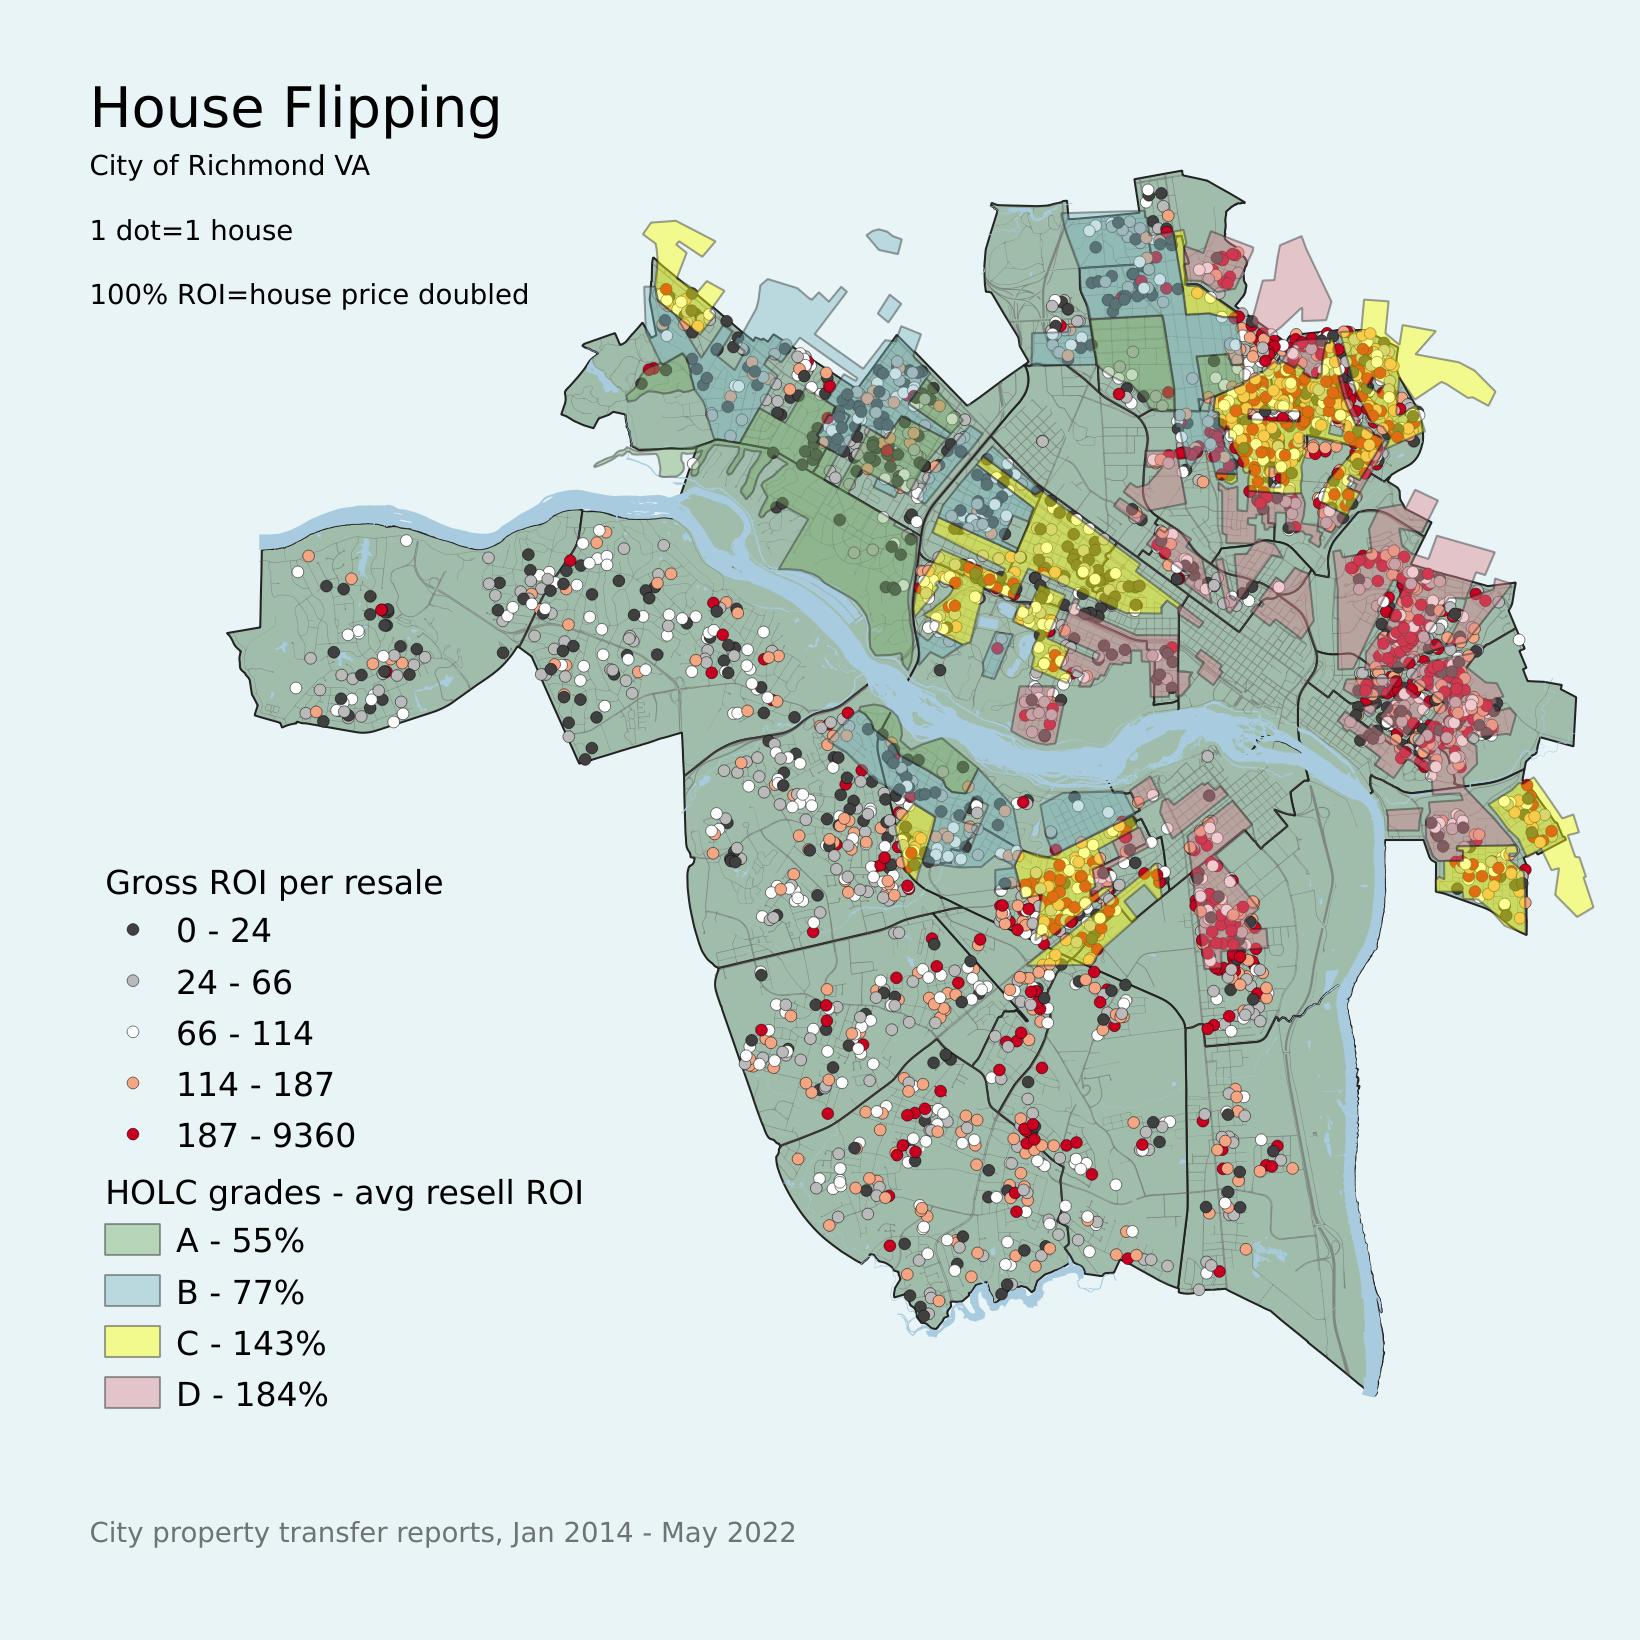 House Flipping
City of Richmond VA
1 dot=1 house
100% ROI=house price doubled
Gross ROI per resale
0 - 24
24 - 66
66 - 114
114 - 187
187 - 9360
HOLC grades - avg resell ROI
A - 55%
B - 77%
C - 143%
D - 184%
City property transfer reports, Jan 2014 - May 2022